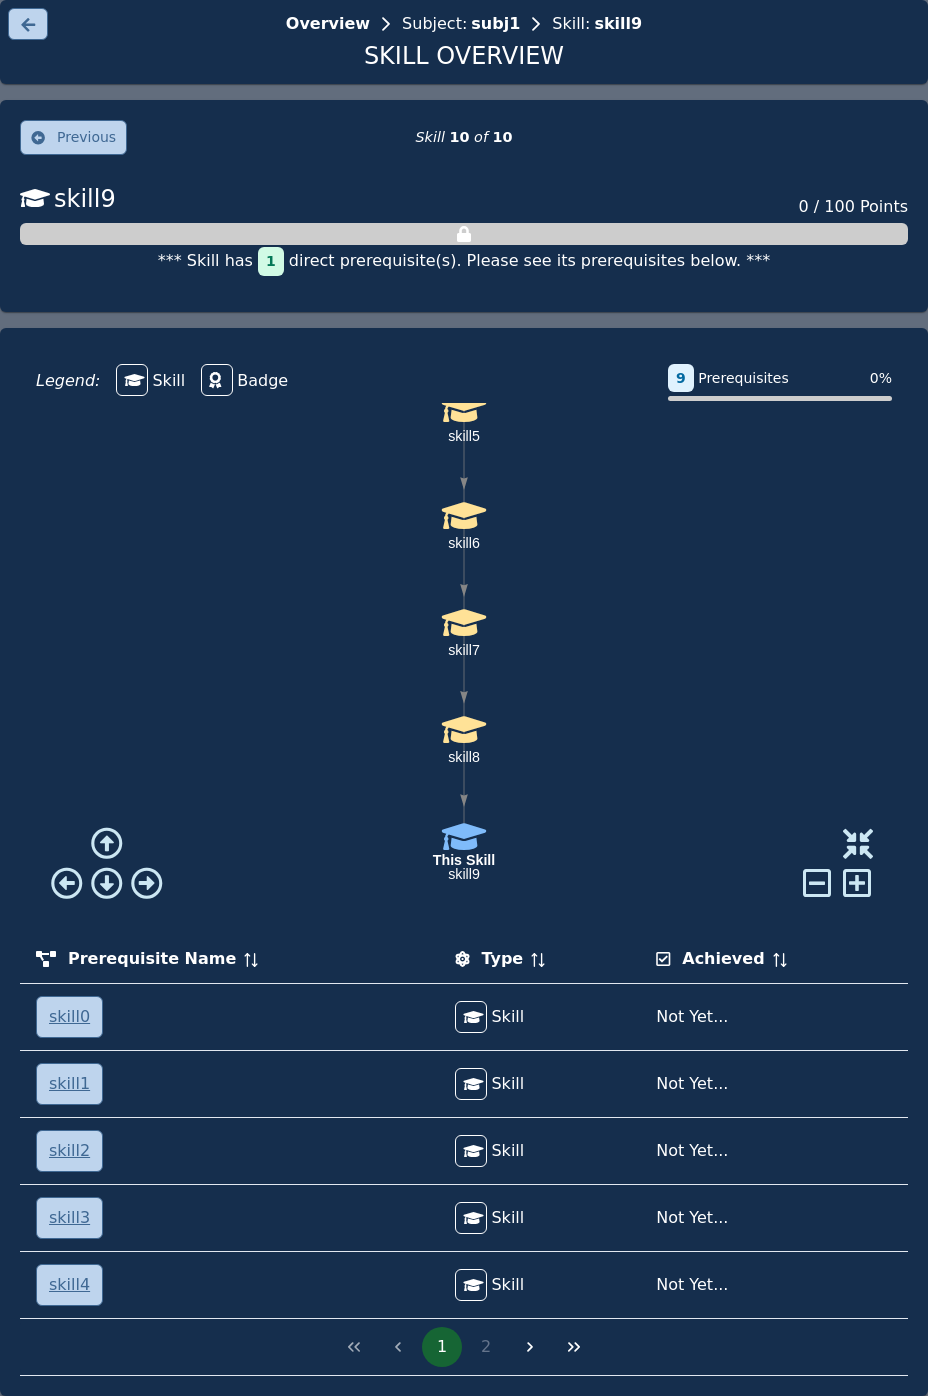 Overview Subject: subj1 Skill: skill9
SKILL OVERVIEW
Previous
Skill 10 of 10
skill9
0 / 100 Points
*** Skill has 1 direct prerequisite(s). Please see its prerequisites below. ***
Legend: Skill Badge
9 Prerequisites 0%
skill5
skill6
skill7
skill8
This Skill
skill9
Prerequisite Name Type Achieved
skill0 Skill Not Yet...
skill1 Skill Not Yet...
skill2 Skill Not Yet...
skill3 Skill Not Yet...
skill4 Skill Not Yet...
1 2